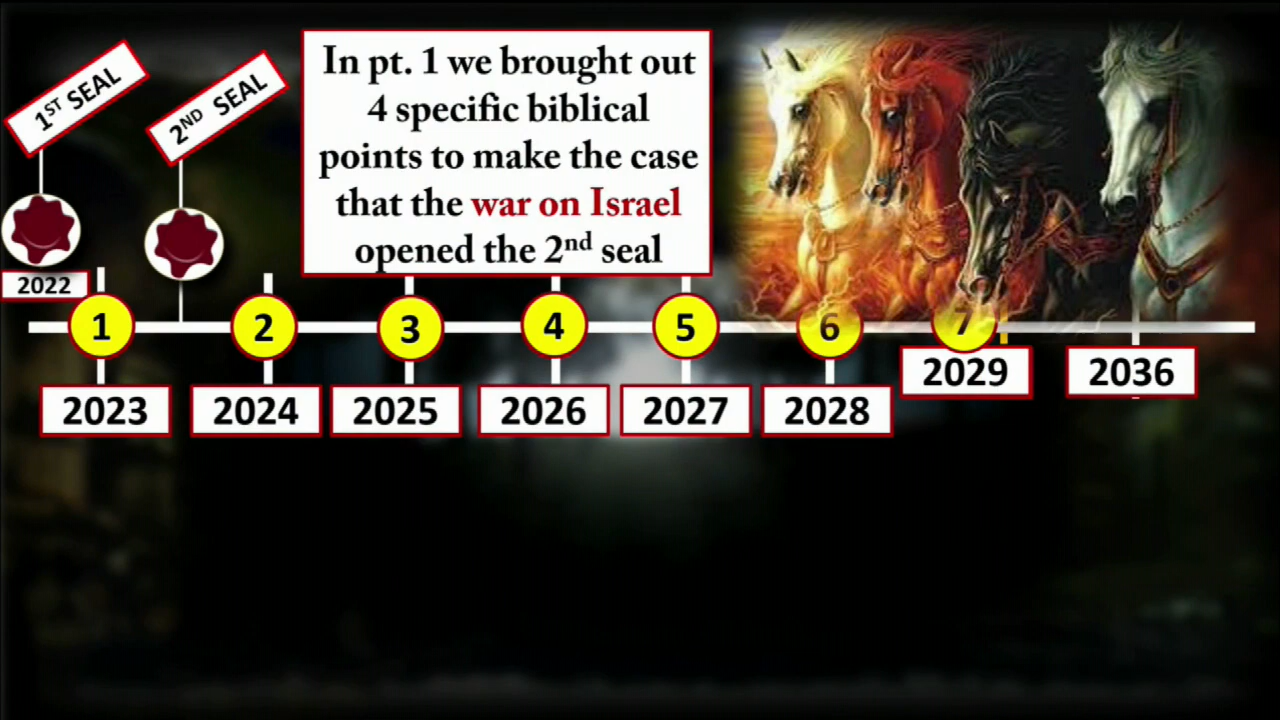 1ST SEAL
2ND SEAL
In pt. 1 we brought out
4 specific biblical
points to make the case
that the war on Israel
opened the 2nd seal
2022
1 2 3 4 5 6 7
2023 2024 2025 2026 2027 2028 2029 2036